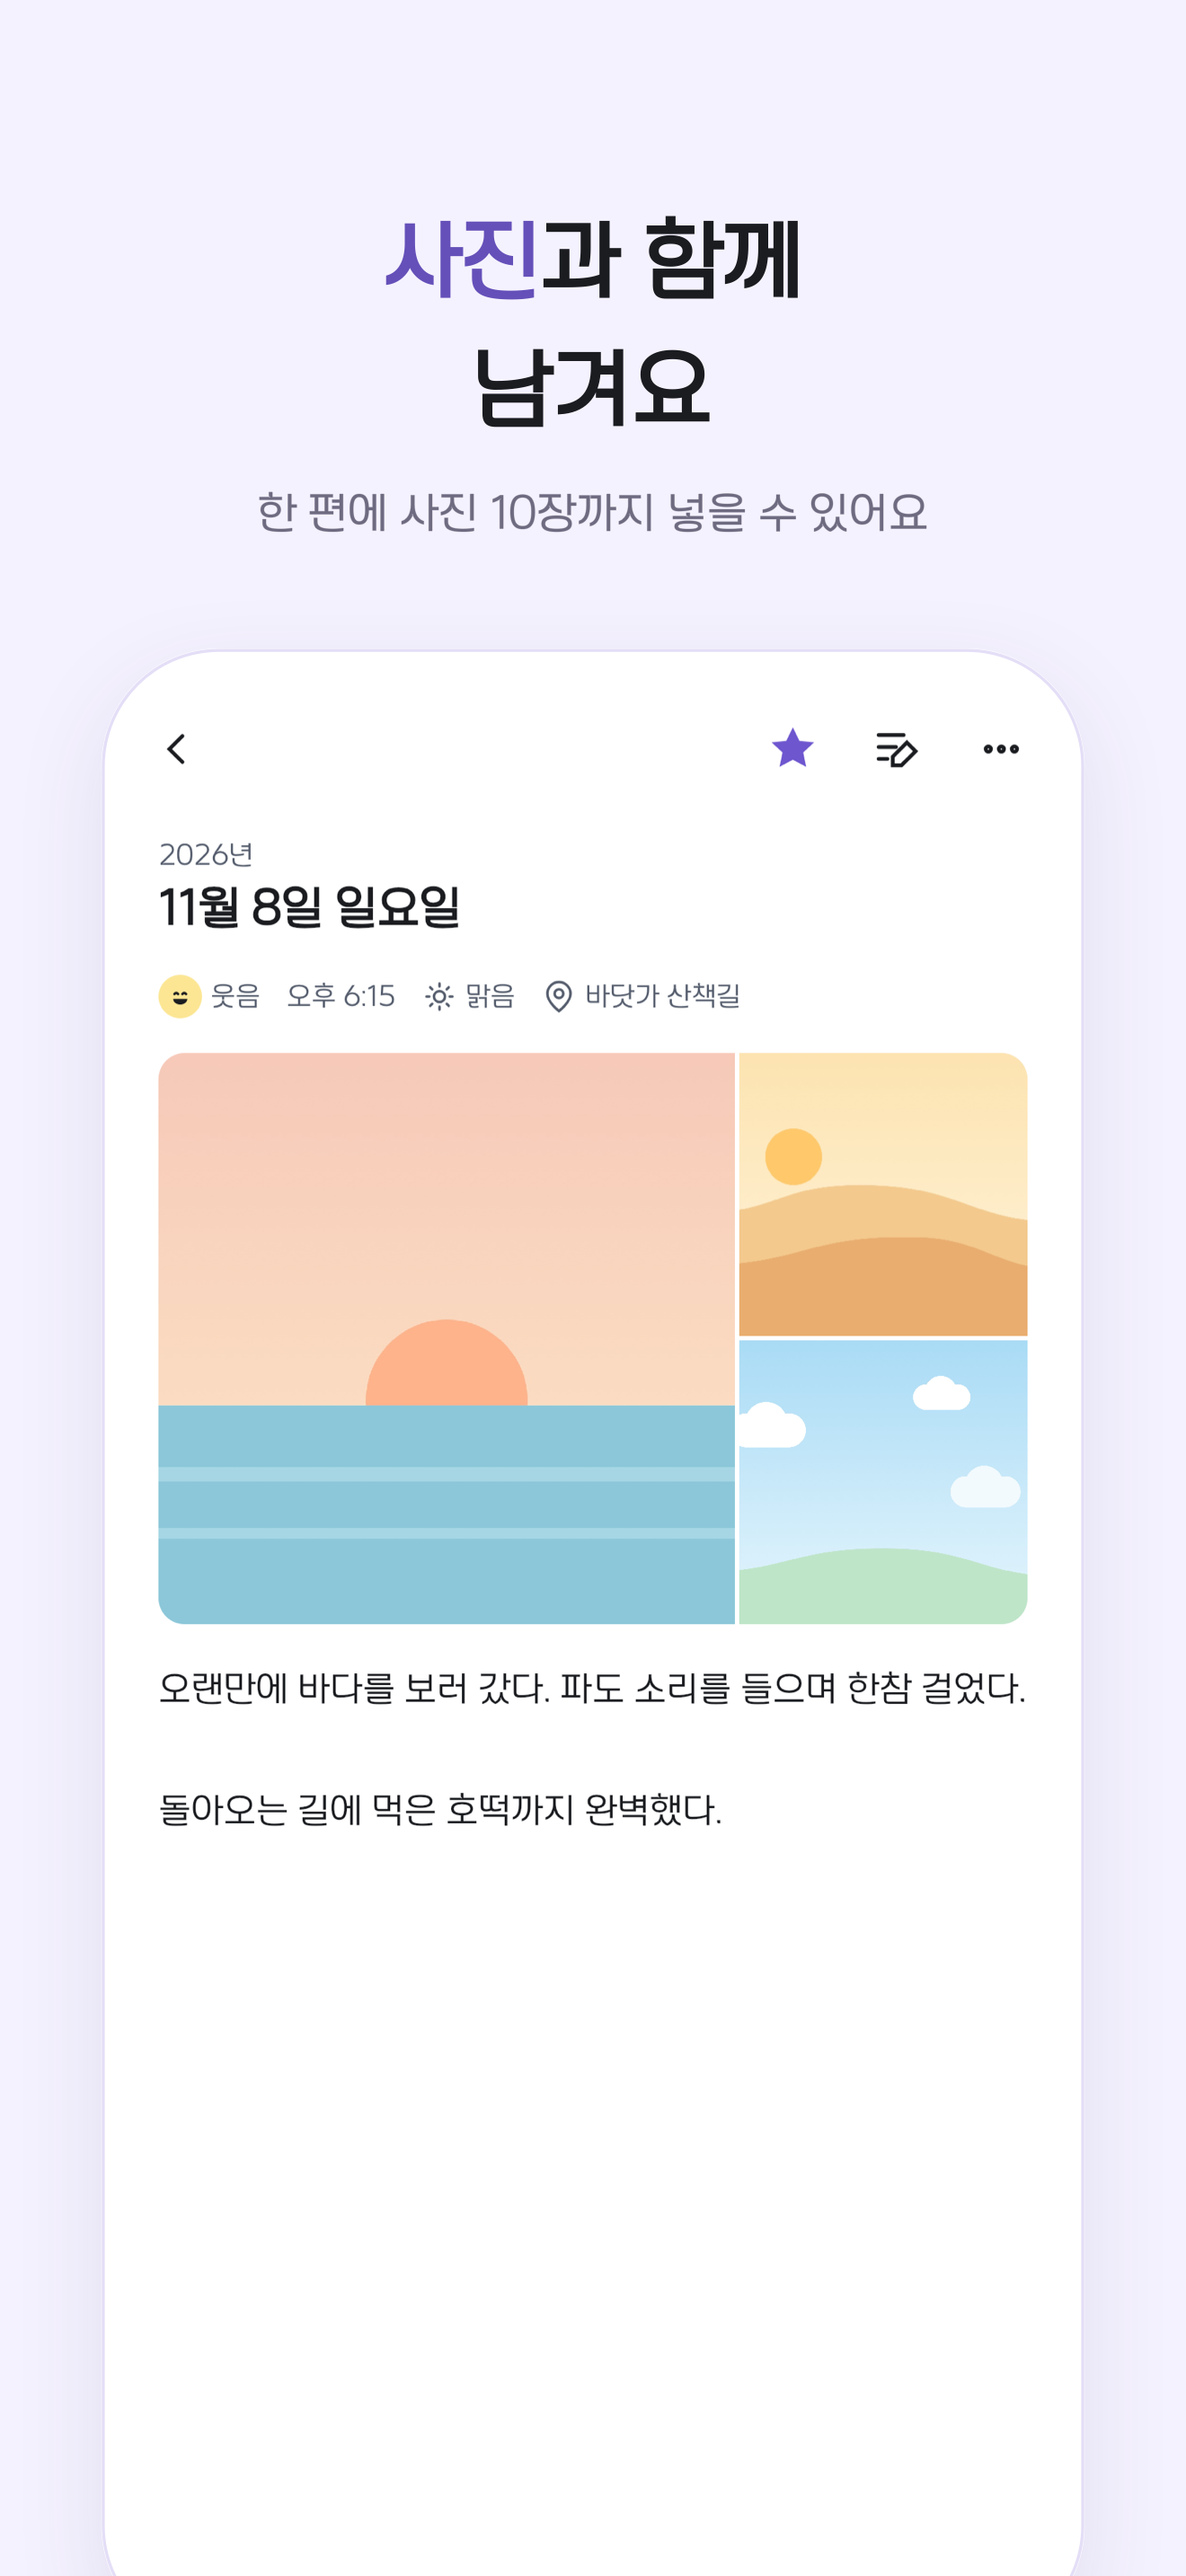 사진과 함께
남겨요
한 편에 사진 10장까지 넣을 수 있어요
2026년
11월 8일 일요일
웃음 오후 6:15 맑음 바닷가 산책길
오랜만에 바다를 보러 갔다. 파도 소리를 들으며 한참 걸었다.
돌아오는 길에 먹은 호떡까지 완벽했다.